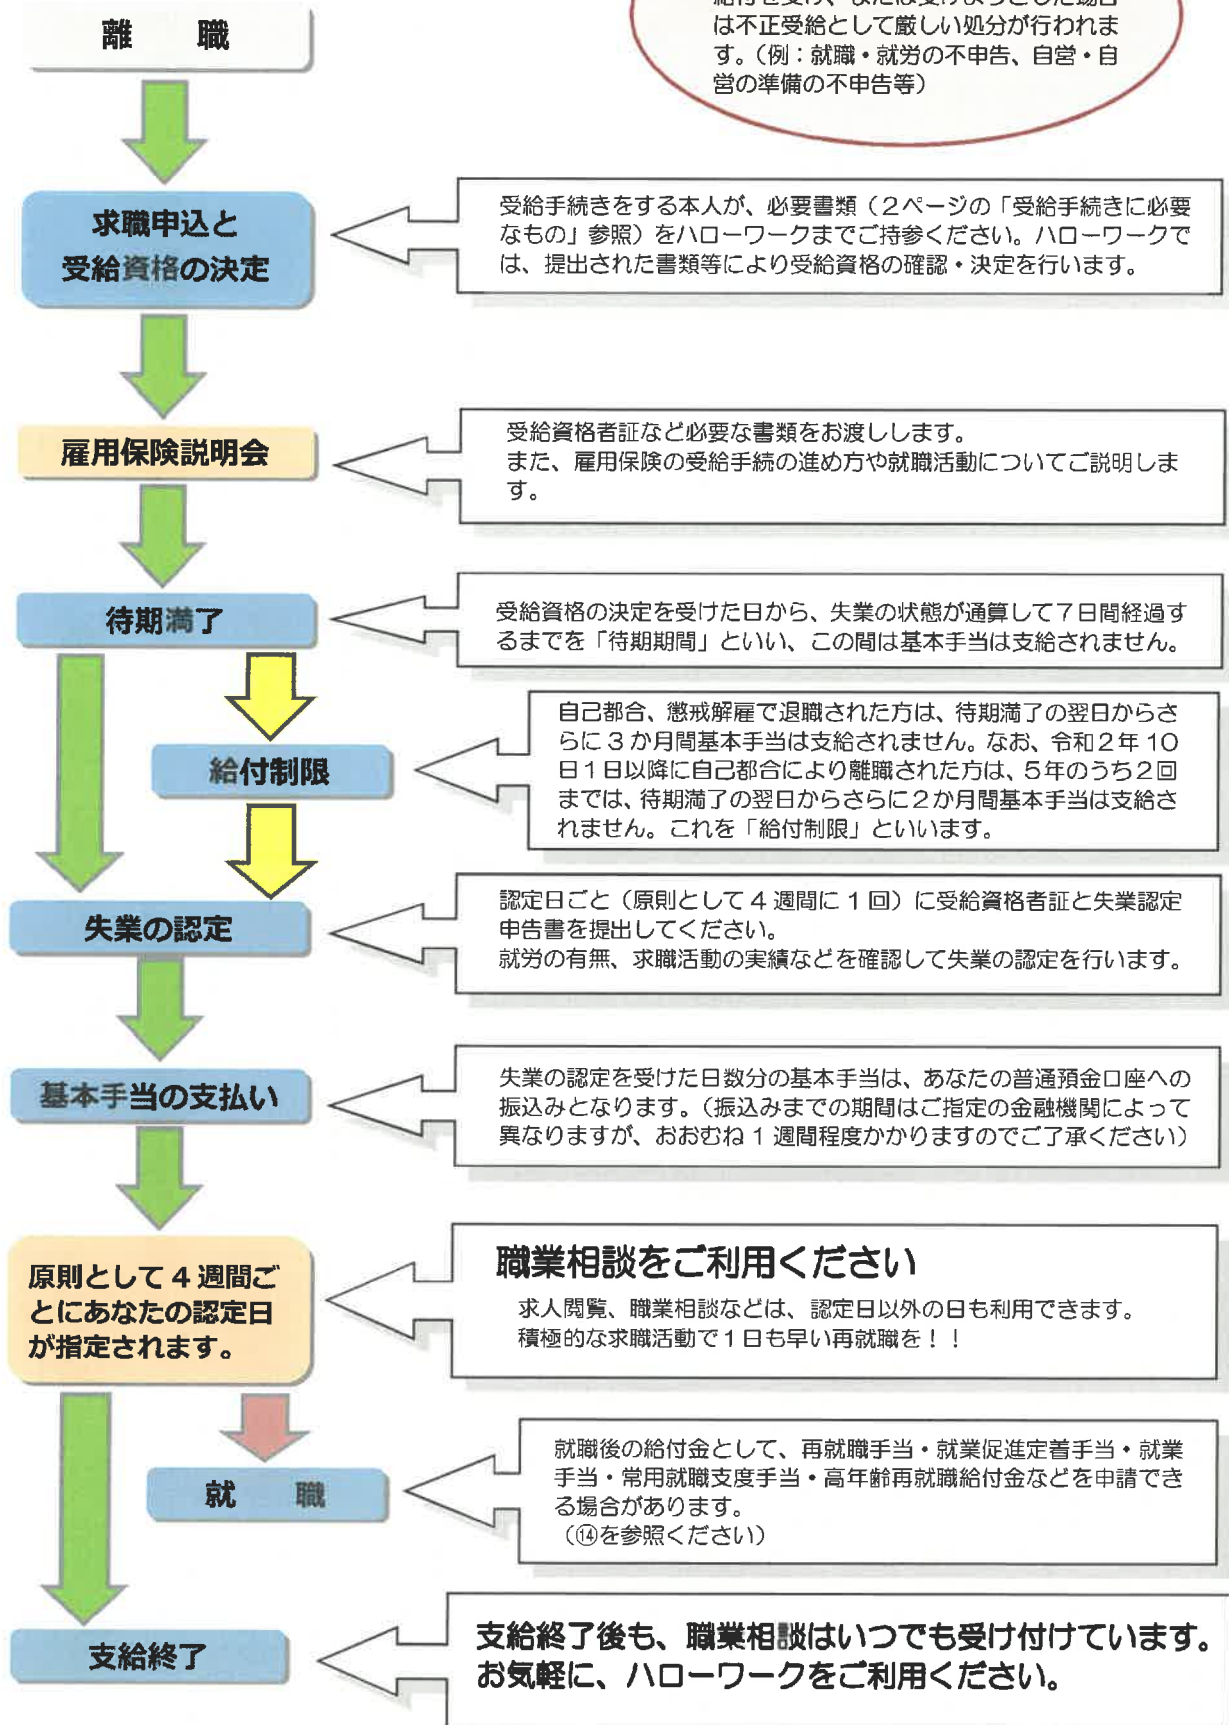 離　職
給付を受け、または受けようとした場合
は不正受給として厳しい処分が行われま
す。（例：就職・就労の不申告、自営・自
営の準備の不申告等）
求職申込と
受給資格の決定
受給手続きをする本人が、必要書類（２ページの「受給手続きに必要
なもの」参照）をハローワークまでご持参ください。ハローワークで
は、提出された書類等により受給資格の確認・決定を行います。
雇用保険説明会
受給資格者証など必要な書類をお渡しします。
また、雇用保険の受給手続の進め方や就職活動についてご説明しま
す。
待期満了
受給資格の決定を受けた日から、失業の状態が通算して７日間経過す
るまでを「待期期間」といい、この間は基本手当は支給されません。
給付制限
自己都合、懲戒解雇で退職された方は、待期満了の翌日からさ
らに３か月間基本手当は支給されません。なお、令和２年 10
日１日以降に自己都合により離職された方は、５年のうち２回
までは、待期満了の翌日からさらに２か月間基本手当は支給さ
れません。これを「給付制限」といいます。
失業の認定
認定日ごと（原則として 4 週間に 1 回）に受給資格者証と失業認定
申告書を提出してください。
就労の有無、求職活動の実績などを確認して失業の認定を行います。
基本手当の支払い
失業の認定を受けた日数分の基本手当は、あなたの普通預金口座への
振込みとなります。（振込みまでの期間はご指定の金融機関によって
異なりますが、おおむね 1 週間程度かかりますのでご了承ください）
原則として 4 週間ご
とにあなたの認定日
が指定されます。
職業相談をご利用ください
求人閲覧、職業相談などは、認定日以外の日も利用できます。
積極的な求職活動で１日も早い再就職を！！
就　職
就職後の給付金として、再就職手当・就業促進定着手当・就業
手当・常用就職支度手当・高年齢再就職給付金などを申請でき
る場合があります。
（⑭を参照ください）
支給終了
支給終了後も、職業相談はいつでも受け付けています。
お気軽に、ハローワークをご利用ください。